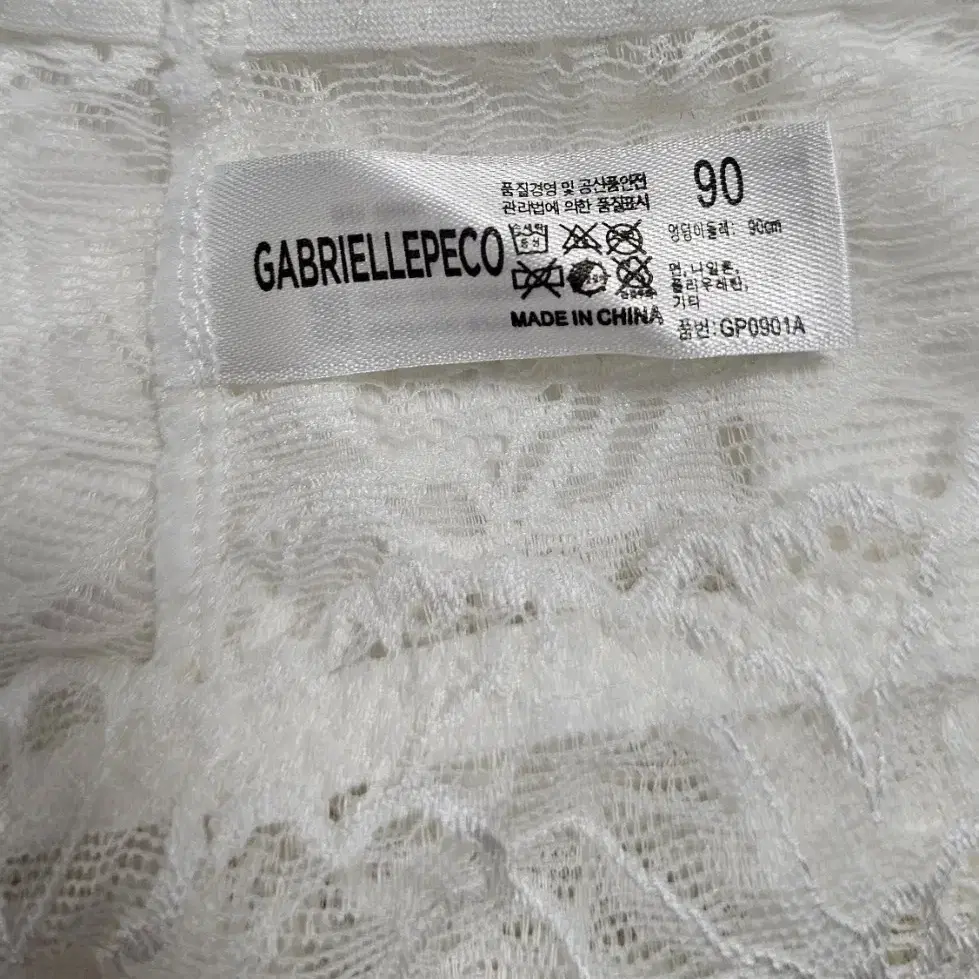 GABRIELLEPECO
품질경영 및 공산품안전
관리법에 의한 품질표시
MADE IN CHINA
90
엉덩이둘레: 90cm
면, 나일론,
폴리우레탄,
기타
품번:GP0901A